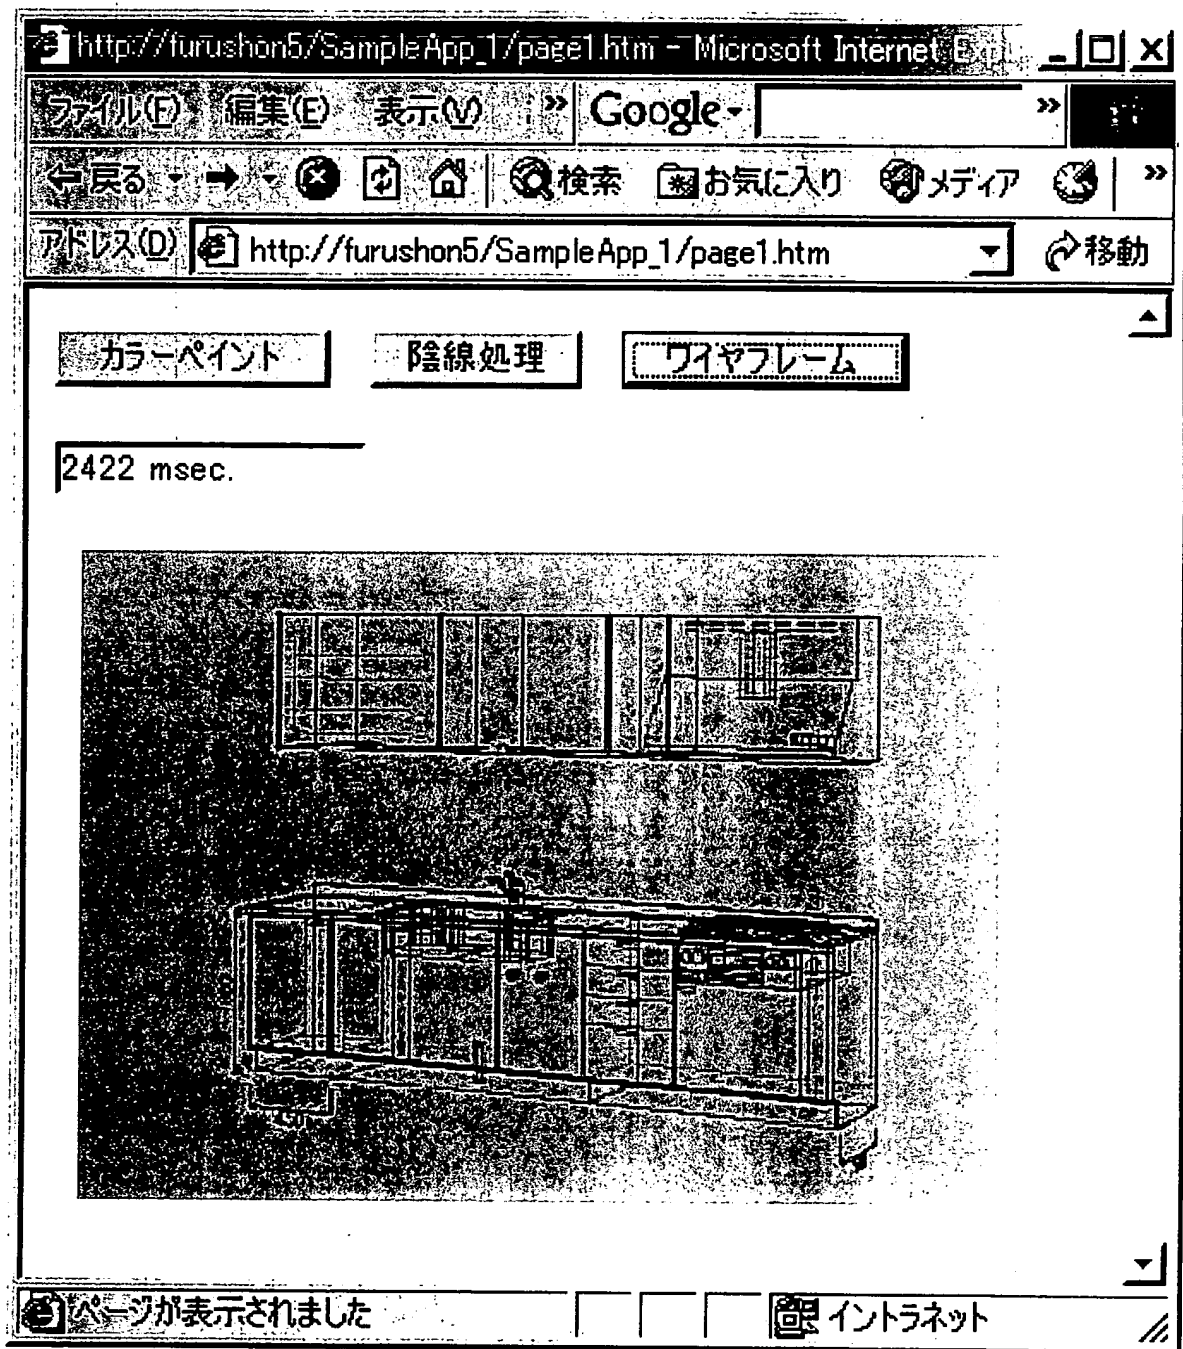 http://furushon5/SampleApp_1/page1.htm - Microsoft Internet
ファイル(F) 編集(E) 表示(V) » Google »
戻る 検索 お気に入り メディア »
アドレス(D) http://furushon5/SampleApp_1/page1.htm 移動
カラーペイント 陰線処理 ワイヤフレーム
2422 msec.
ページが表示されました イントラネット